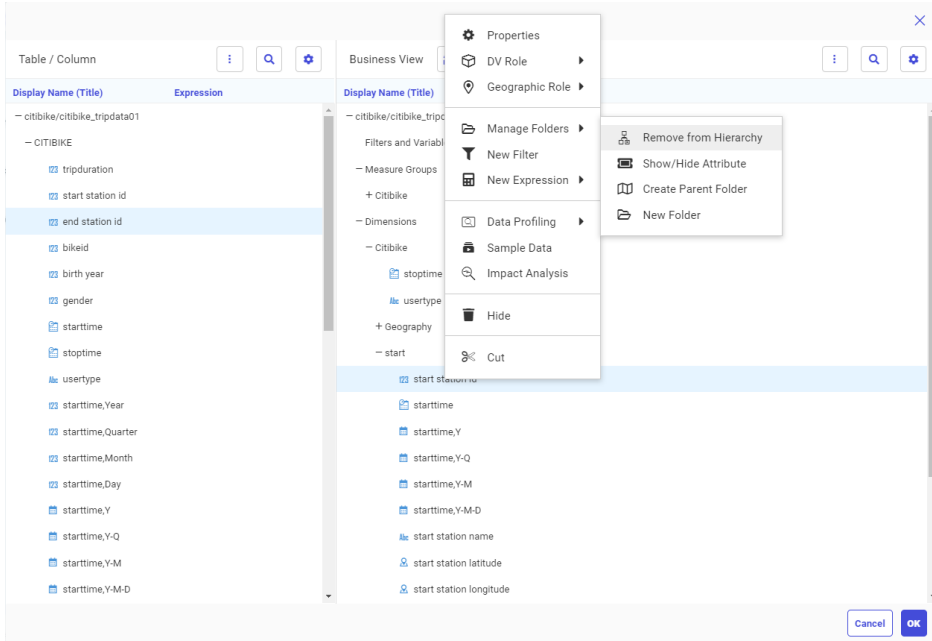 Table / Column
Display Name (Title) Expression
citibike/citibike_tripdata01
CITIBIKE
tripduration
start station id
end station id
bikeid
birth year
gender
starttime
stoptime
usertype
starttime,Year
starttime,Quarter
starttime,Month
starttime,Day
starttime,Y
starttime,Y-Q
starttime,Y-M
starttime,Y-M-D
Business View
Display Name (Title)
citibike/citibike_trip
Filters and Variabl
Measure Groups
Citibike
Dimensions
Citibike
stoptime
usertype
Geography
start
start station id
starttime
starttime,Y
starttime,Y-Q
starttime,Y-M
starttime,Y-M-D
start station name
start station latitude
start station longitude
Properties
DV Role
Geographic Role
Manage Folders
New Filter
New Expression
Data Profiling
Sample Data
Impact Analysis
Hide
Cut
Remove from Hierarchy
Show/Hide Attribute
Create Parent Folder
New Folder
Cancel OK